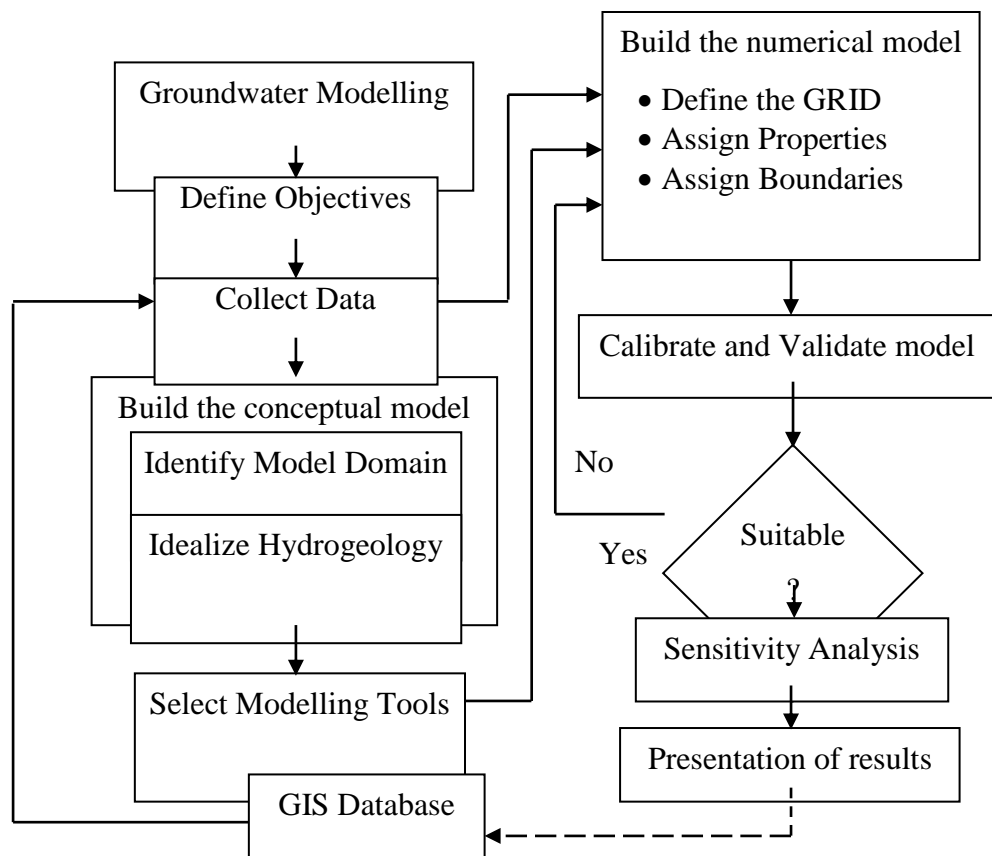 Groundwater Modelling
Define Objectives
Collect Data
Build the conceptual model
Identify Model Domain
Idealize Hydrogeology
Select Modelling Tools
GIS Database
Build the numerical model
• Define the GRID
• Assign Properties
• Assign Boundaries
Calibrate and Validate model
No
Yes
Suitable
?
Sensitivity Analysis
Presentation of results